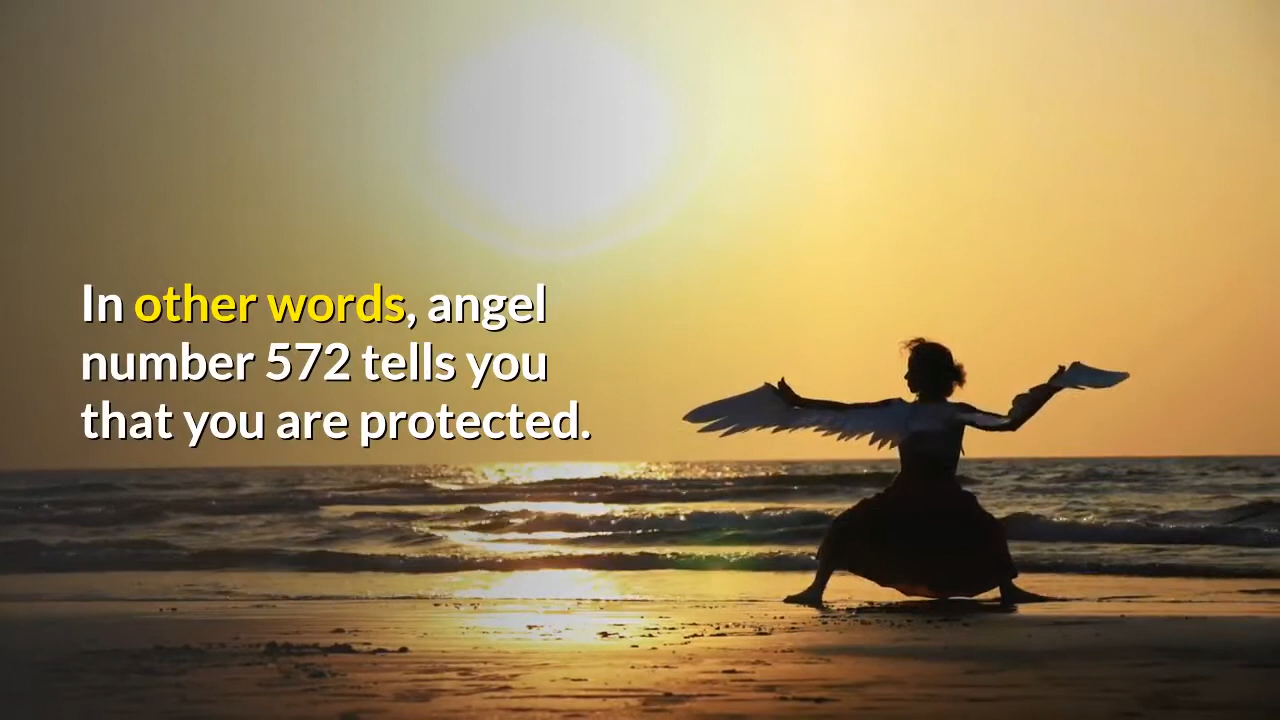 In other words, angel
number 572 tells you
that you are protected.